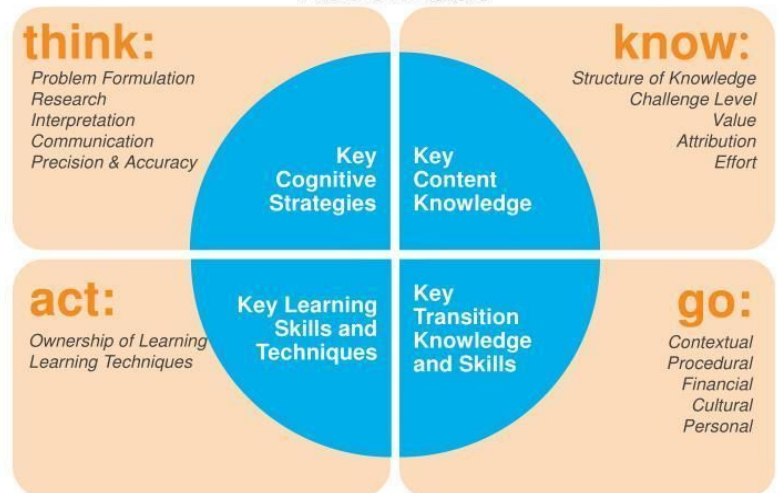 think:
Problem Formulation
Research
Interpretation
Communication
Precision & Accuracy
Key
Cognitive
Strategies
know:
Structure of Knowledge
Challenge Level
Value
Attribution
Effort
Key
Content
Knowledge
act:
Ownership of Learning
Learning Techniques
Key Learning
Skills and
Techniques
go:
Contextual
Procedural
Financial
Cultural
Personal
Key
Transition
Knowledge
and Skills